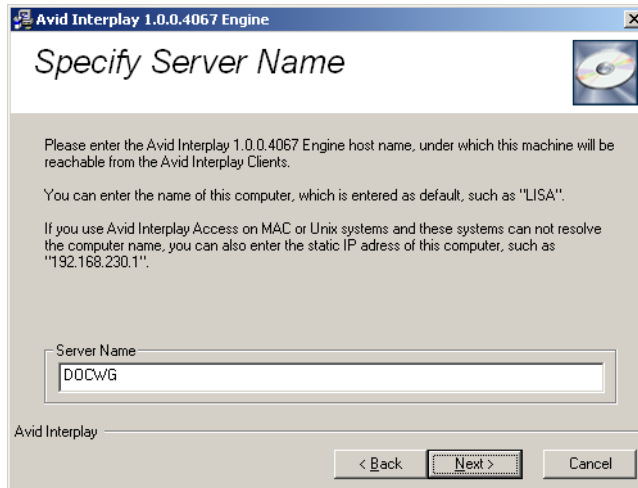 Avid Interplay 1.0.0.4067 Engine
Specify Server Name
Please enter the Avid Interplay 1.0.0.4067 Engine host name, under which this machine will be
reachable from the Avid Interplay Clients.
You can enter the name of this computer, which is entered as default, such as "LISA".
If you use Avid Interplay Access on MAC or Unix systems and these systems can not resolve
the computer name, you can also enter the static IP adress of this computer, such as
"192.168.230.1".
Server Name
DOCWG
Avid Interplay
< Back Next > Cancel